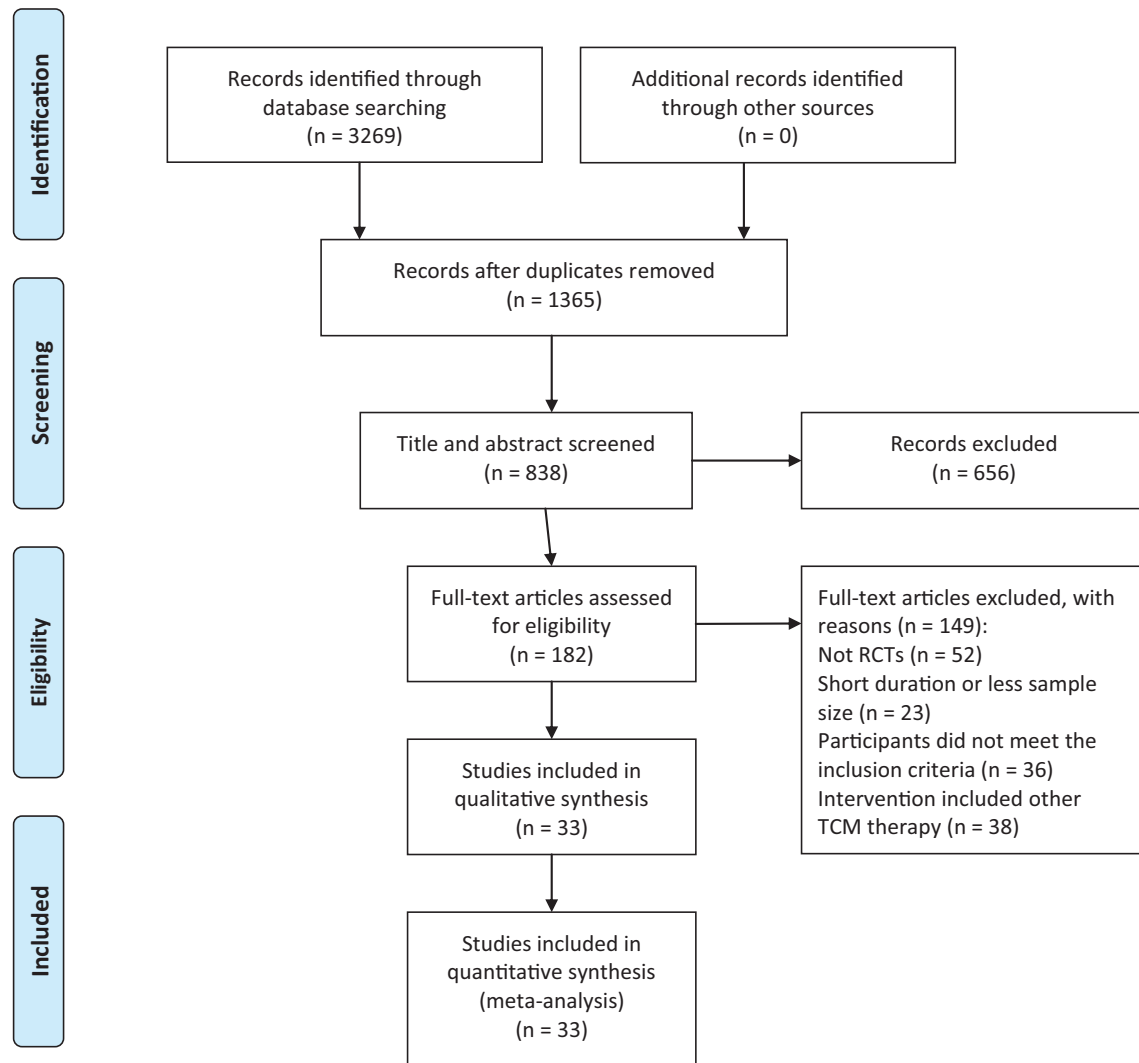 Identification
Records identified through
database searching
(n = 3269)
Additional records identified
through other sources
(n = 0)
Records after duplicates removed
(n = 1365)
Screening
Title and abstract screened
(n = 838)
Records excluded
(n = 656)
Eligibility
Full-text articles assessed
for eligibility
(n = 182)
Full-text articles excluded, with
reasons (n = 149):
Not RCTs (n = 52)
Short duration or less sample
size (n = 23)
Participants did not meet the
inclusion criteria (n = 36)
Intervention included other
TCM therapy (n = 38)
Studies included in
qualitative synthesis
(n = 33)
Included
Studies included in
quantitative synthesis
(meta-analysis)
(n = 33)